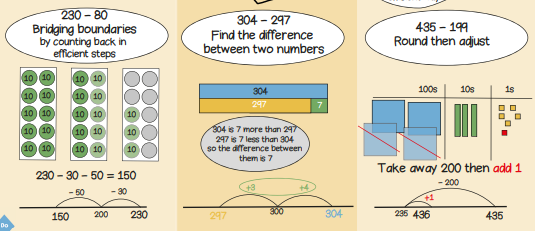 230 – 80
Bridging boundaries
by counting back in
efficient steps
10 10 10 10
10 10 10 10
10 10 10 10 10
10 10 10 10 10
10 10 10 10 10
230 – 30 – 50 = 150
– 50
– 30
150
200
230
Do
304 – 297
Find the difference
between two numbers
304
297
7
304 is 7 more than 297
297 is 7 less than 304
so the difference between
them is 7
+3
+4
297
300
304
435 – 199
Round then adjust
100s
10s
1s
Take away 200 then add 1
– 200
+1
235
436
435